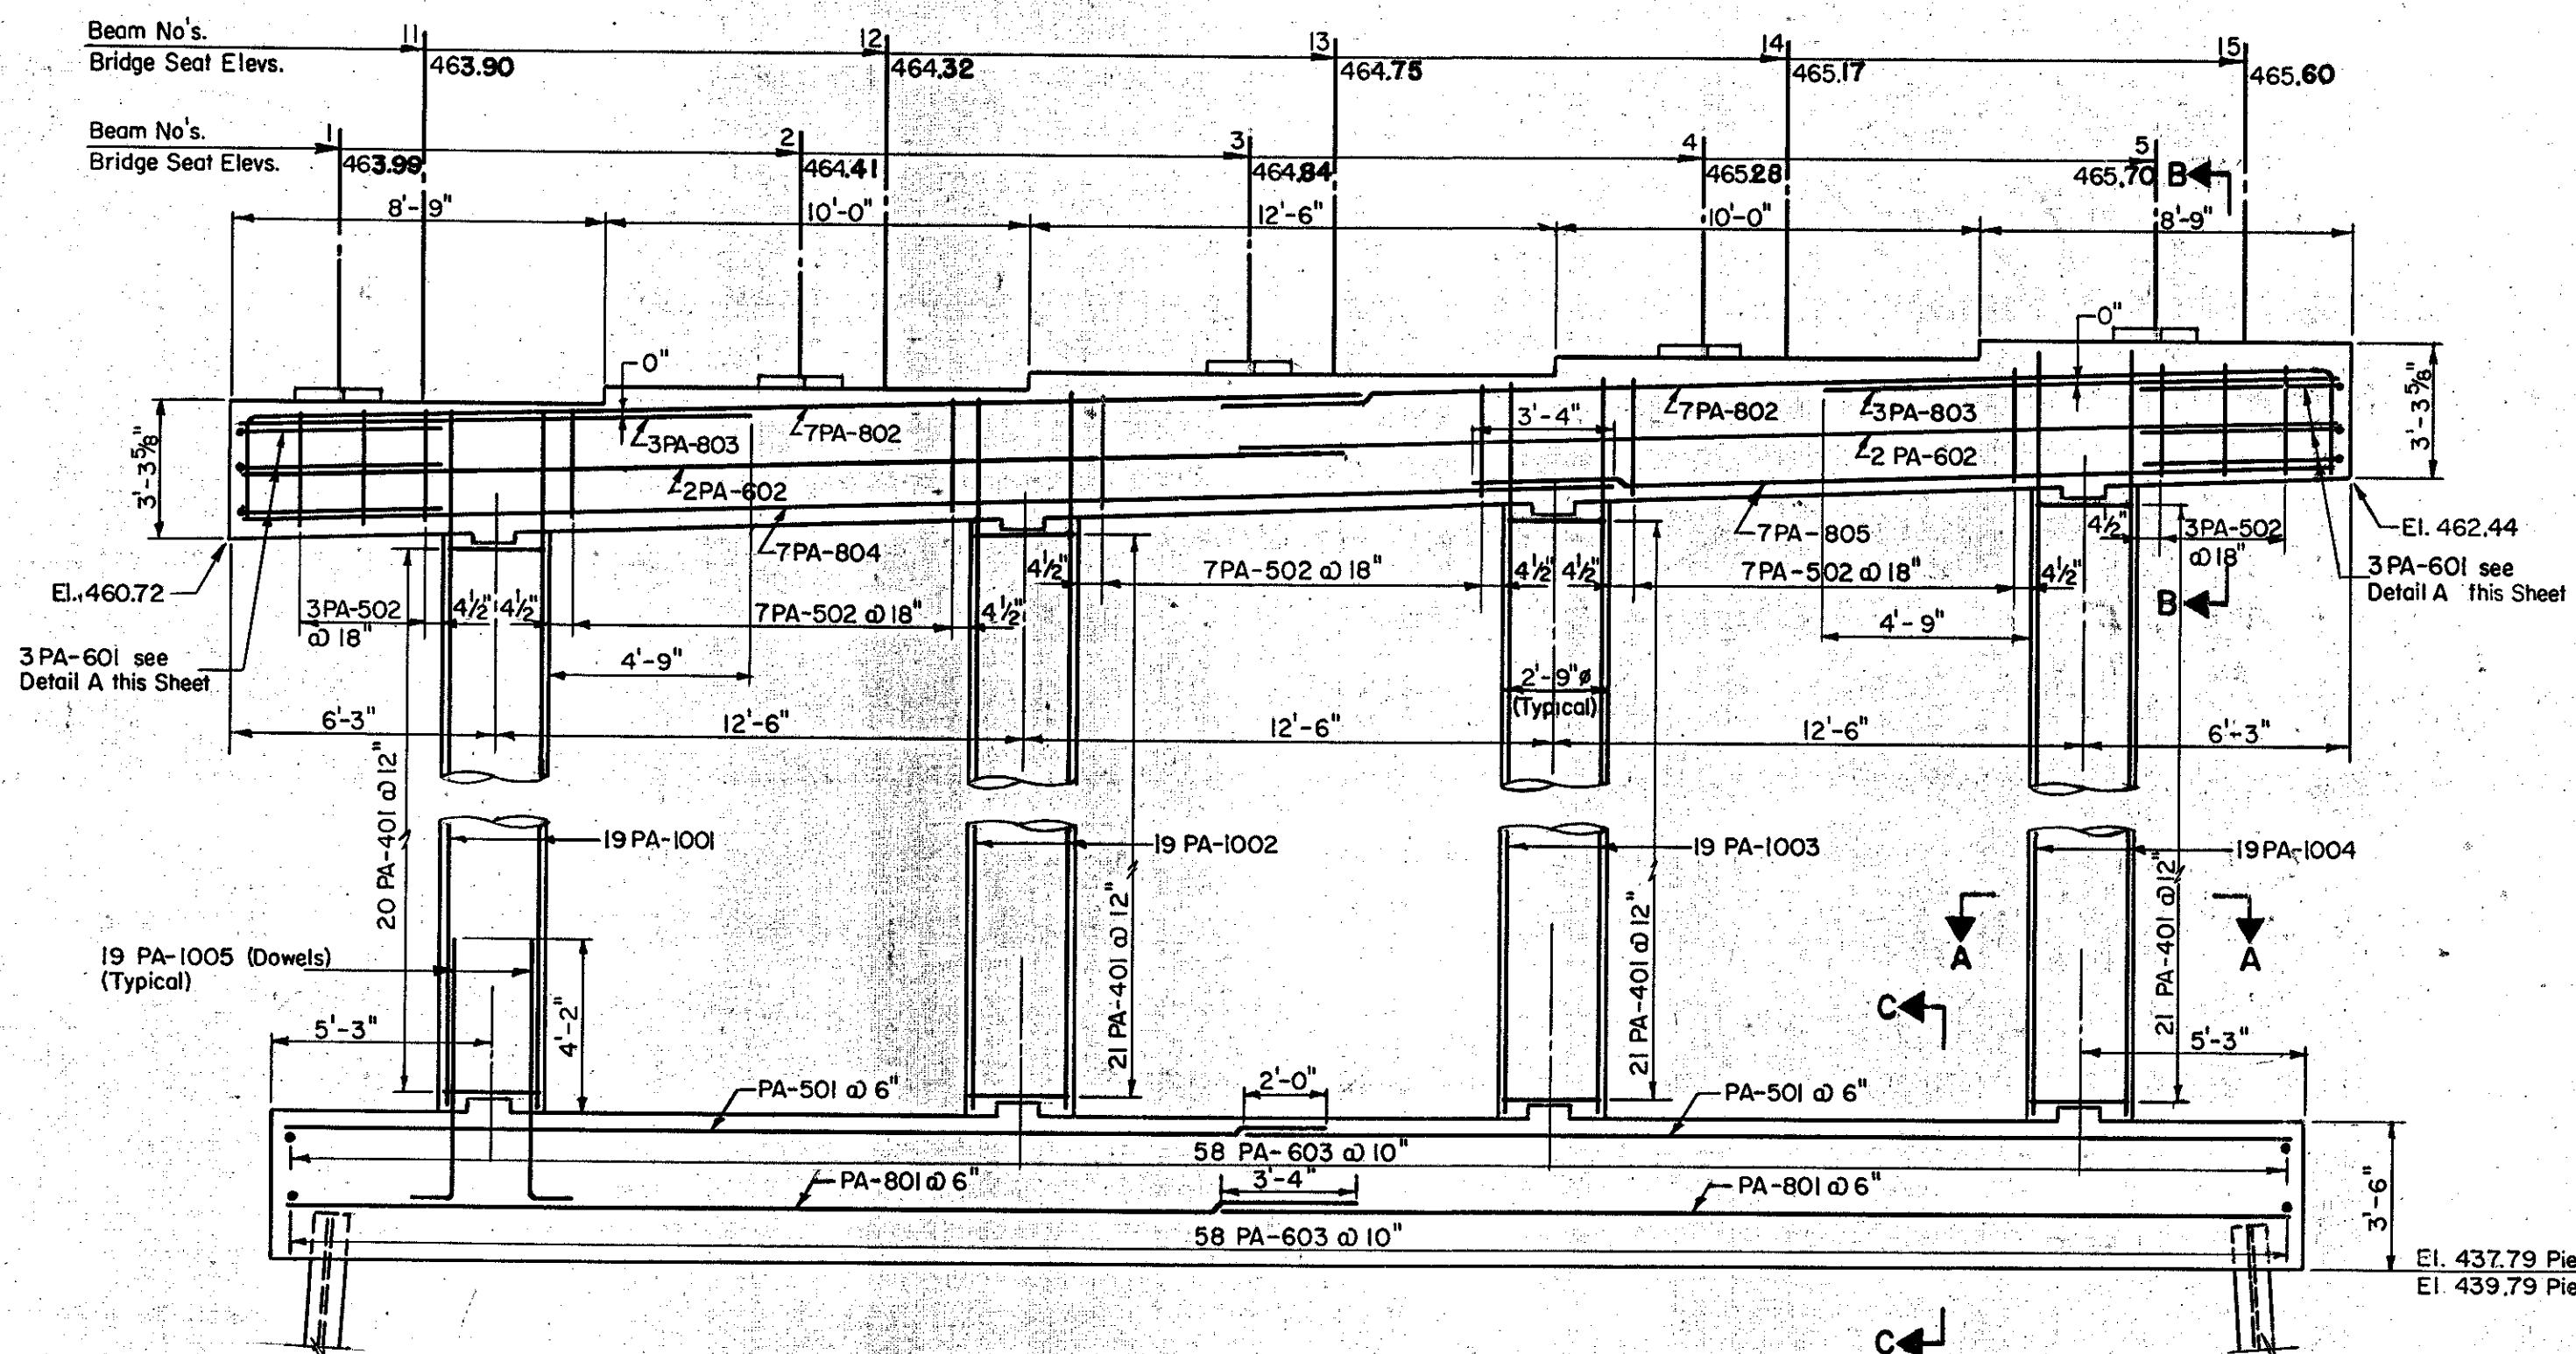 Beam No's. 11 12 13 14 15
Bridge Seat Elevs. 463.90 464.32 464.75 465.17 465.60
Beam No's. 1 2 3 4 5
Bridge Seat Elevs. 463.99 464.41 464.84 465.28 465.70 B
8'-9" 10'-0" 12'-6" 10'-0" 8'-9"
0"
0"
3'-3 5/8"
3PA-803
7PA-802
3'-4"
7PA-802
3PA-803
3'-3 5/8"
2PA-602
2 PA-602
7PA-804
7PA-805
El. 460.72
El. 462.44
3PA-502
@ 18"
4½" 4½"
7PA-502 @ 18"
4½"
4½"
7PA-502 @ 18"
4½" 4½"
7PA-502 @ 18"
4½"
4½"
3PA-502
@ 18"
3 PA-601 see
Detail A this Sheet
B
3 PA-601 see
Detail A this Sheet
4'-9"
4'-9"
2'-9"ø
(Typical)
6'-3" 12'-6" 12'-6" 12'-6" 6'-3"
20 PA-401 @ 12"
19 PA-1001
21 PA-401 @ 12"
19 PA-1002
21 PA-401 @ 12"
19 PA-1003
21 PA-401 @ 12"
19 PA-1004
A A
19 PA-1005 (Dowels)
(Typical)
C
5'-3"
4'-2"
5'-3"
PA-501 @ 6"
2'-0"
PA-501 @ 6"
58 PA-603 @ 10"
PA-801 @ 6"
3'-4"
PA-801 @ 6"
58 PA-603 @ 10"
3'-6"
El. 437.79 Pie
El. 439.79 Pie
C